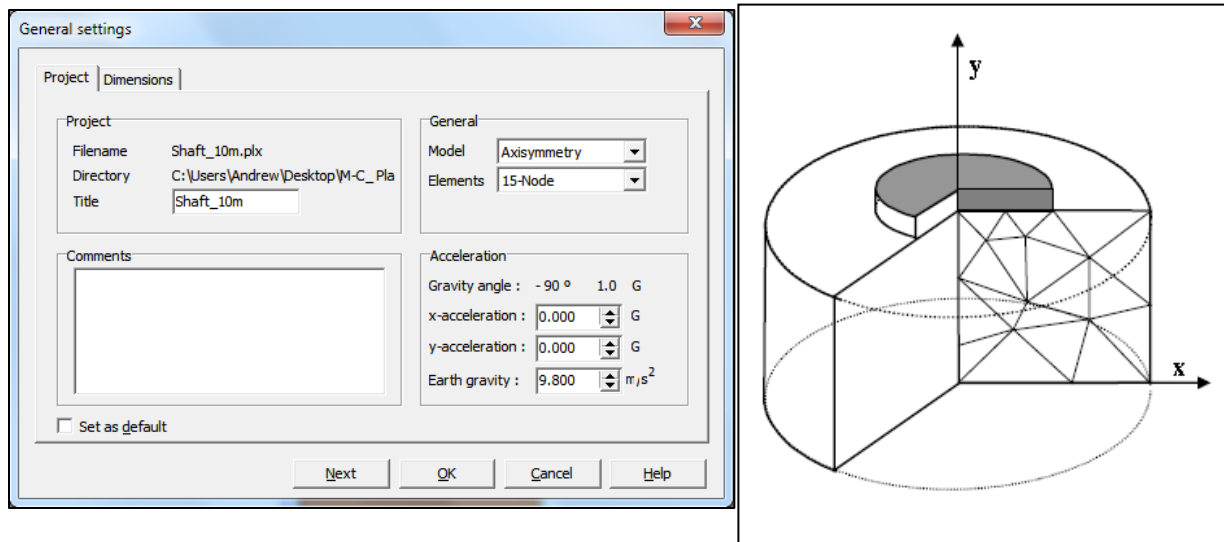 General settings
Project Dimensions
Project
Filename Shaft_10m.plx
Directory C:\Users\Andrew\Desktop\M-C_ Pla
Title Shaft_10m
General
Model Axisymmetry
Elements 15-Node
Comments
Acceleration
Gravity angle : - 90 ° 1.0 G
x-acceleration : 0.000 G
y-acceleration : 0.000 G
Earth gravity : 9.800 m/s²
Set as default
Next OK Cancel Help
y
x